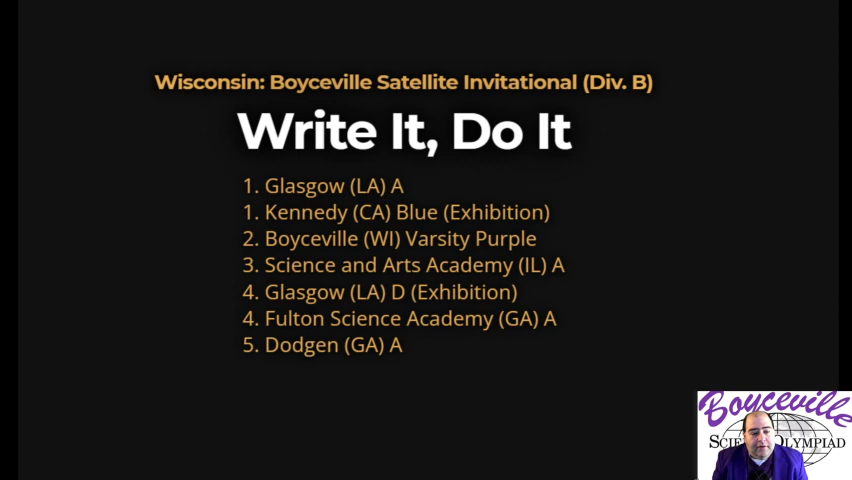 Wisconsin: Boyceville Satellite Invitational (Div. B)
Write It, Do It
1. Glasgow (LA) A
1. Kennedy (CA) Blue (Exhibition)
2. Boyceville (WI) Varsity Purple
3. Science and Arts Academy (IL) A
4. Glasgow (LA) D (Exhibition)
4. Fulton Science Academy (GA) A
5. Dodgen (GA) A
Boyceville